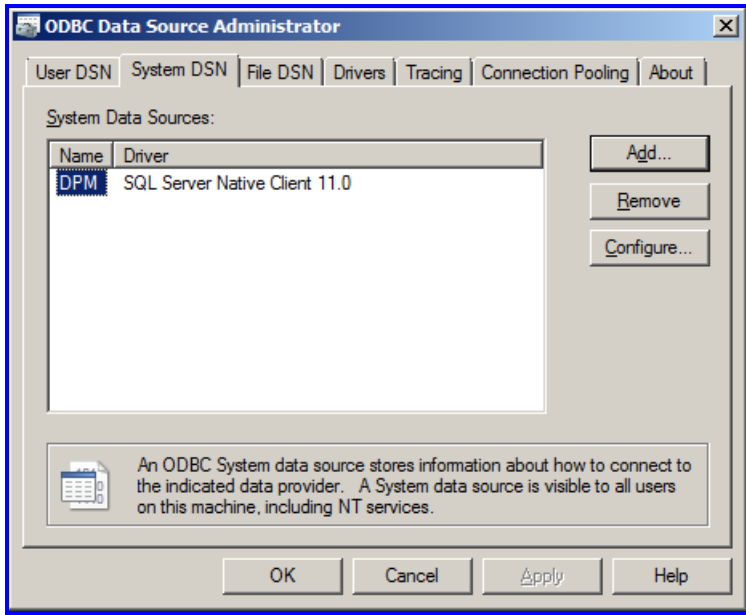 ODBC Data Source Administrator
User DSN System DSN File DSN Drivers Tracing Connection Pooling About
System Data Sources:
Name Driver
DPM SQL Server Native Client 11.0
Add...
Remove
Configure...
An ODBC System data source stores information about how to connect to
the indicated data provider. A System data source is visible to all users
on this machine, including NT services.
OK Cancel Apply Help